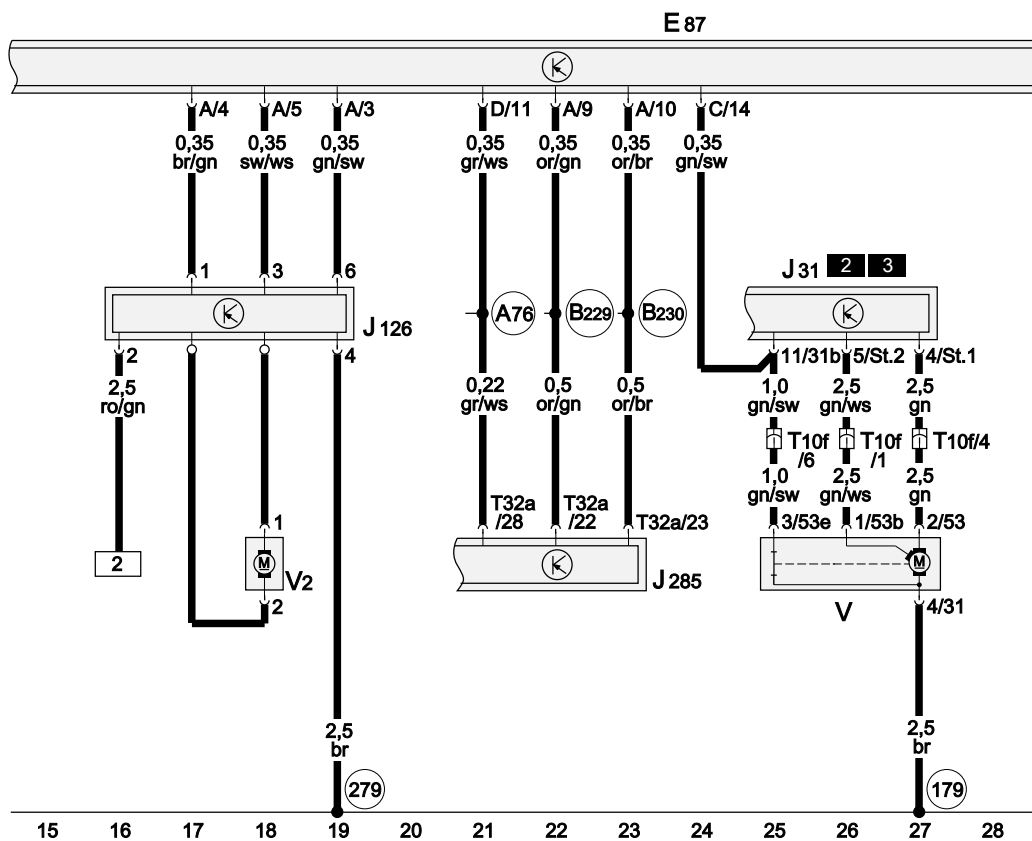 E 87
A/4 A/5 A/3 D/11 A/9 A/10 C/14
0,35 0,35 0,35 0,35 0,35 0,35 0,35
br/gn sw/ws gn/sw gr/ws or/gn or/br gn/sw
1 3 6
J 31 2 3
A76 B229 B230
J 126
2 4
11/31b 5/St.2 4/St.1
2,5
ro/gn
0,22 0,5 0,5
gr/ws or/gn or/br
1,0 2,5 2,5
gn/sw gn/ws gn
T10f T10f T10f/4
/6 /1
1,0 2,5 2,5
gn/sw gn/ws gn
T32a T32a T32a/23
/28 /22
1
3/53e 1/53b 2/53
2
M
V2
J 285
M
2
V
4/31
2,5
br
2,5
br
279
179
15 16 17 18 19 20 21 22 23 24 25 26 27 28